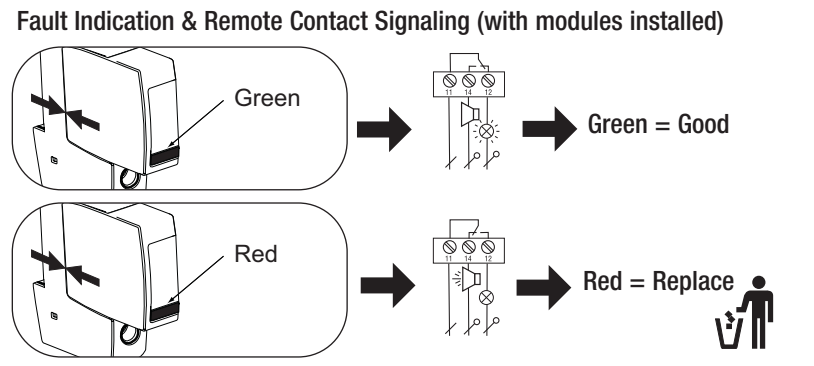 Fault Indication & Remote Contact Signaling (with modules installed)
Green
11 14 12
Green = Good
Red
11 14 12
Red = Replace